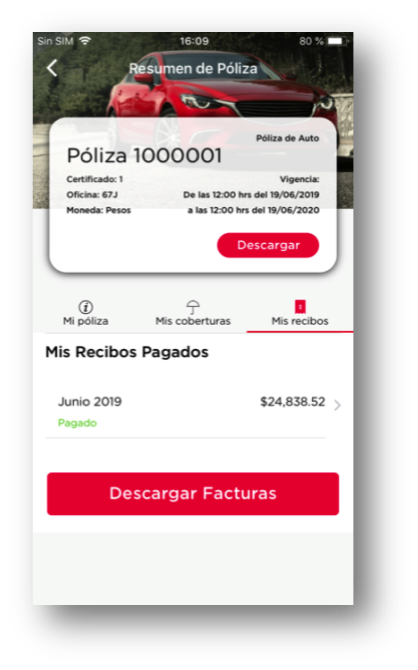 Sin SIM 16:09 80 %
Resumen de Póliza
Póliza de Auto
Póliza 1000001
Certificado: 1 Vigencia:
Oficina: 67J De las 12:00 hrs del 19/06/2019
Moneda: Pesos a las 12:00 hrs del 19/06/2020
Descargar
Mi póliza Mis coberturas Mis recibos
Mis Recibos Pagados
Junio 2019 $24,838.52
Pagado
Descargar Facturas